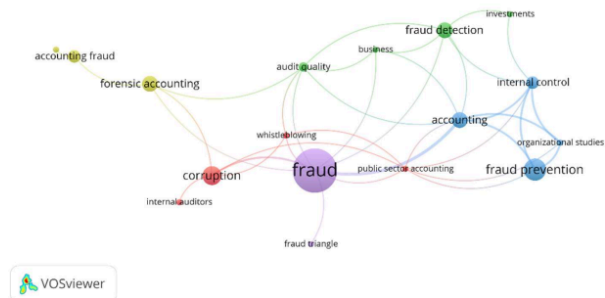 investments
fraud detection
business
accounting fraud
audit quality
forensic accounting
internal control
accounting
whistleblowing
organizational studies
fraud
public sector accounting
fraud prevention
corruption
internal auditors
fraud triangle
VOSviewer